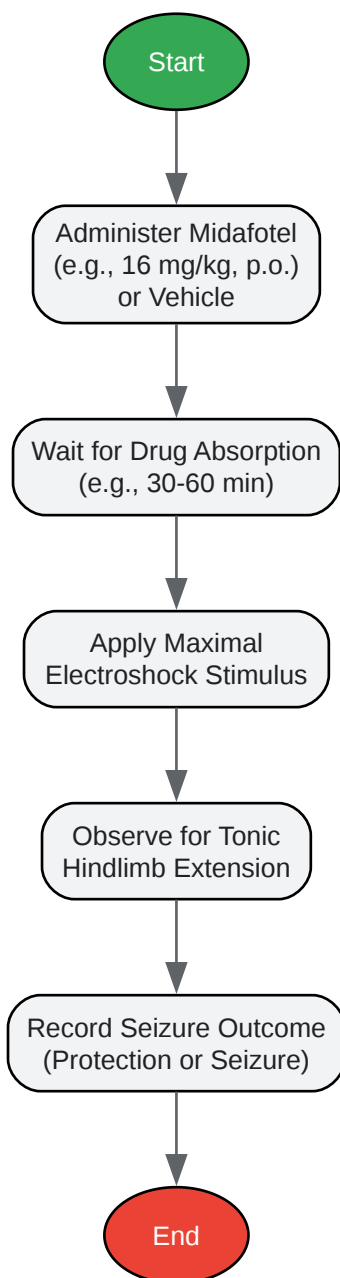 Start
Administer Midafotel
(e.g., 16 mg/kg, p.o.)
or Vehicle
Wait for Drug Absorption
(e.g., 30-60 min)
Apply Maximal
Electroshock Stimulus
Observe for Tonic
Hindlimb Extension
Record Seizure Outcome
(Protection or Seizure)
End